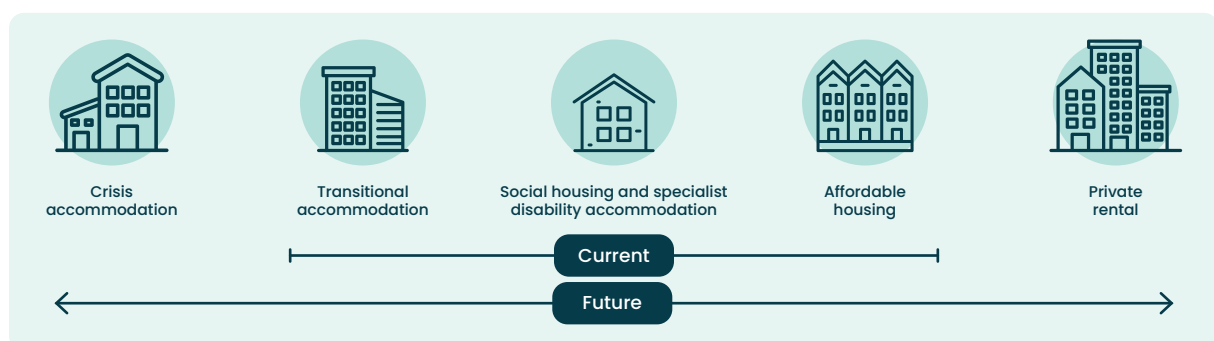 Crisis
accommodation
Transitional
accommodation
Social housing and specialist
disability accommodation
Affordable
housing
Private
rental
Current
Future